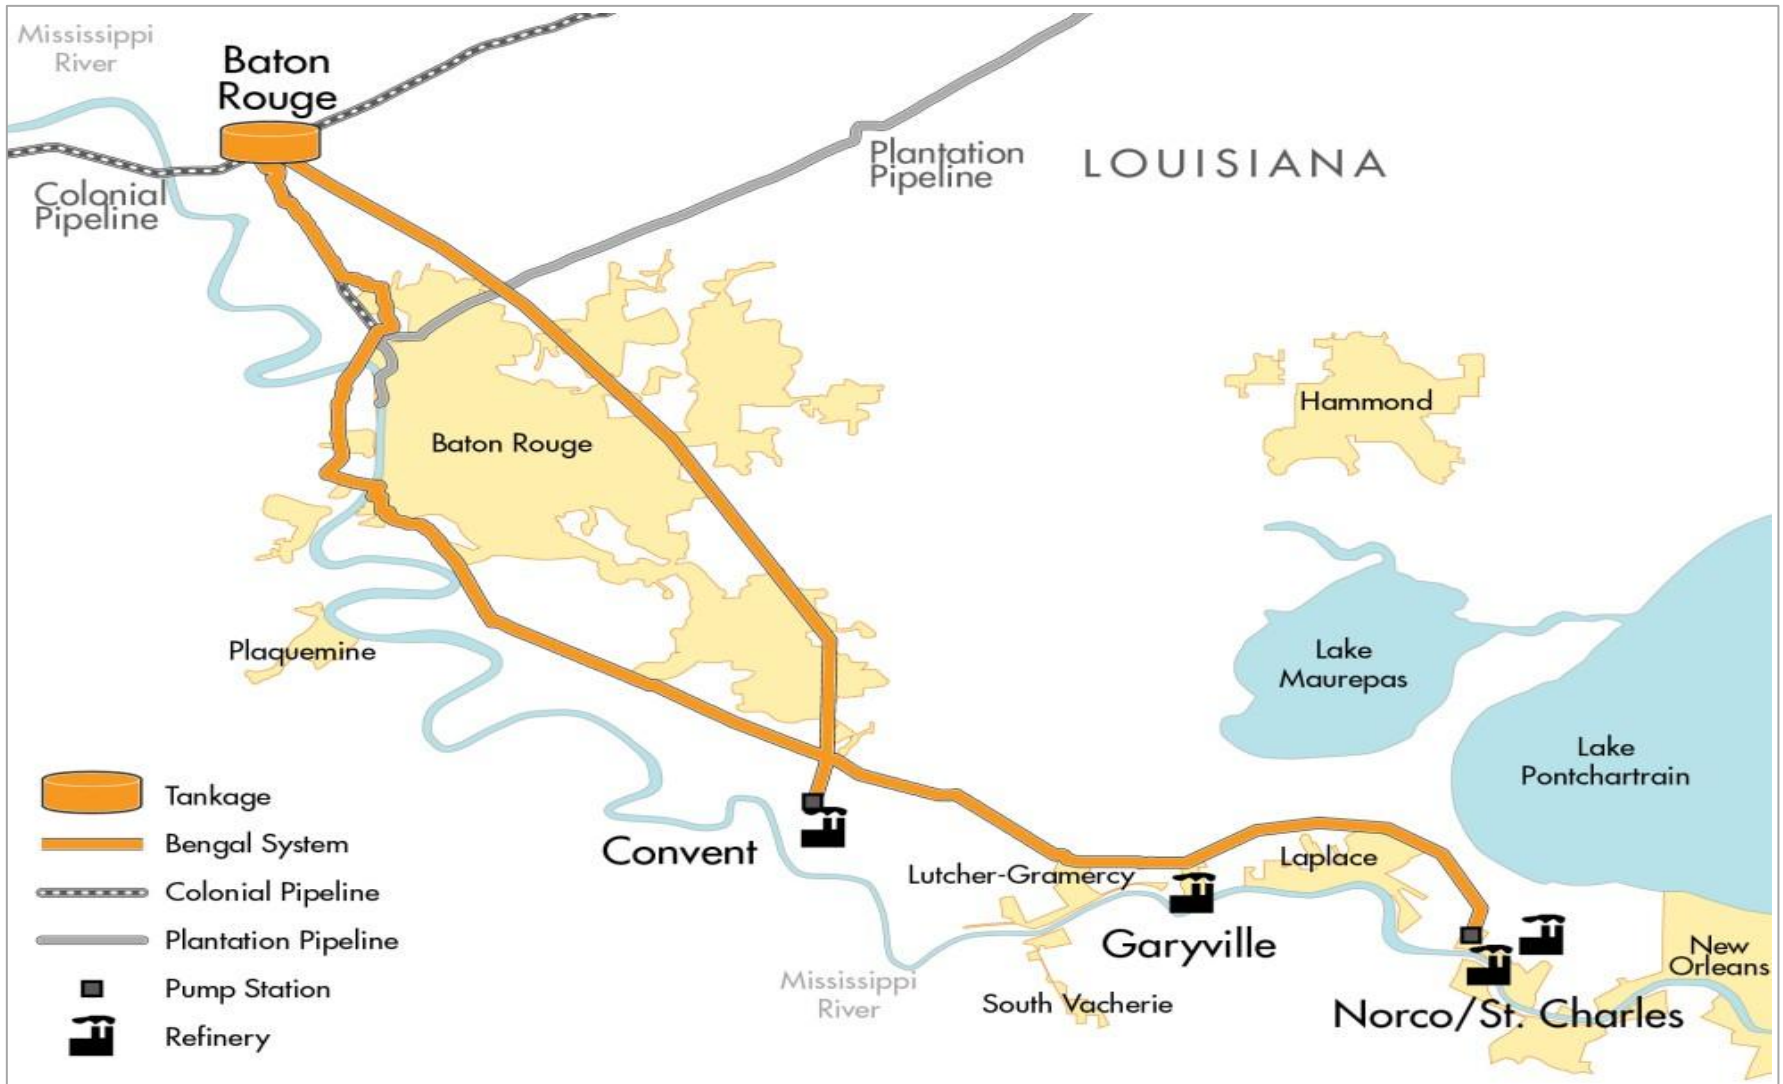 Mississippi
River
Baton
Rouge
Colonial
Pipeline
Plantation
Pipeline
LOUISIANA
Hammond
Baton Rouge
Plaquemine
Lake
Maurepas
Lake
Pontchartrain
Convent
Lutcher-Gramercy
Laplace
Garyville
New
Orleans
Mississippi
River
South Vacherie
Norco/St. Charles
Tankage
Bengal System
Colonial Pipeline
Plantation Pipeline
Pump Station
Refinery